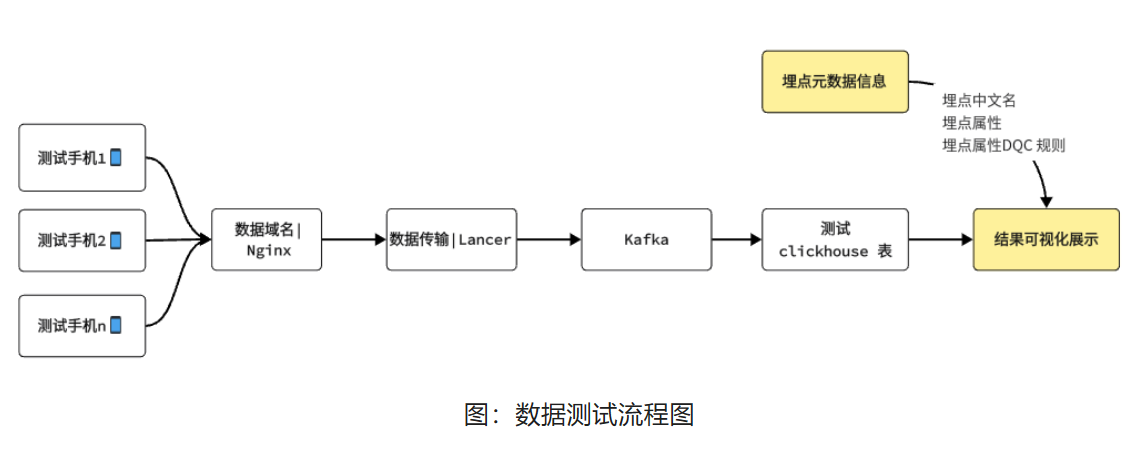 埋点元数据信息
埋点中文名
埋点属性
埋点属性DQC 规则
测试手机1
测试手机2
测试手机n
数据域名|
Nginx
数据传输|Lancer
Kafka
测试
clickhouse 表
结果可视化展示
图：数据测试流程图